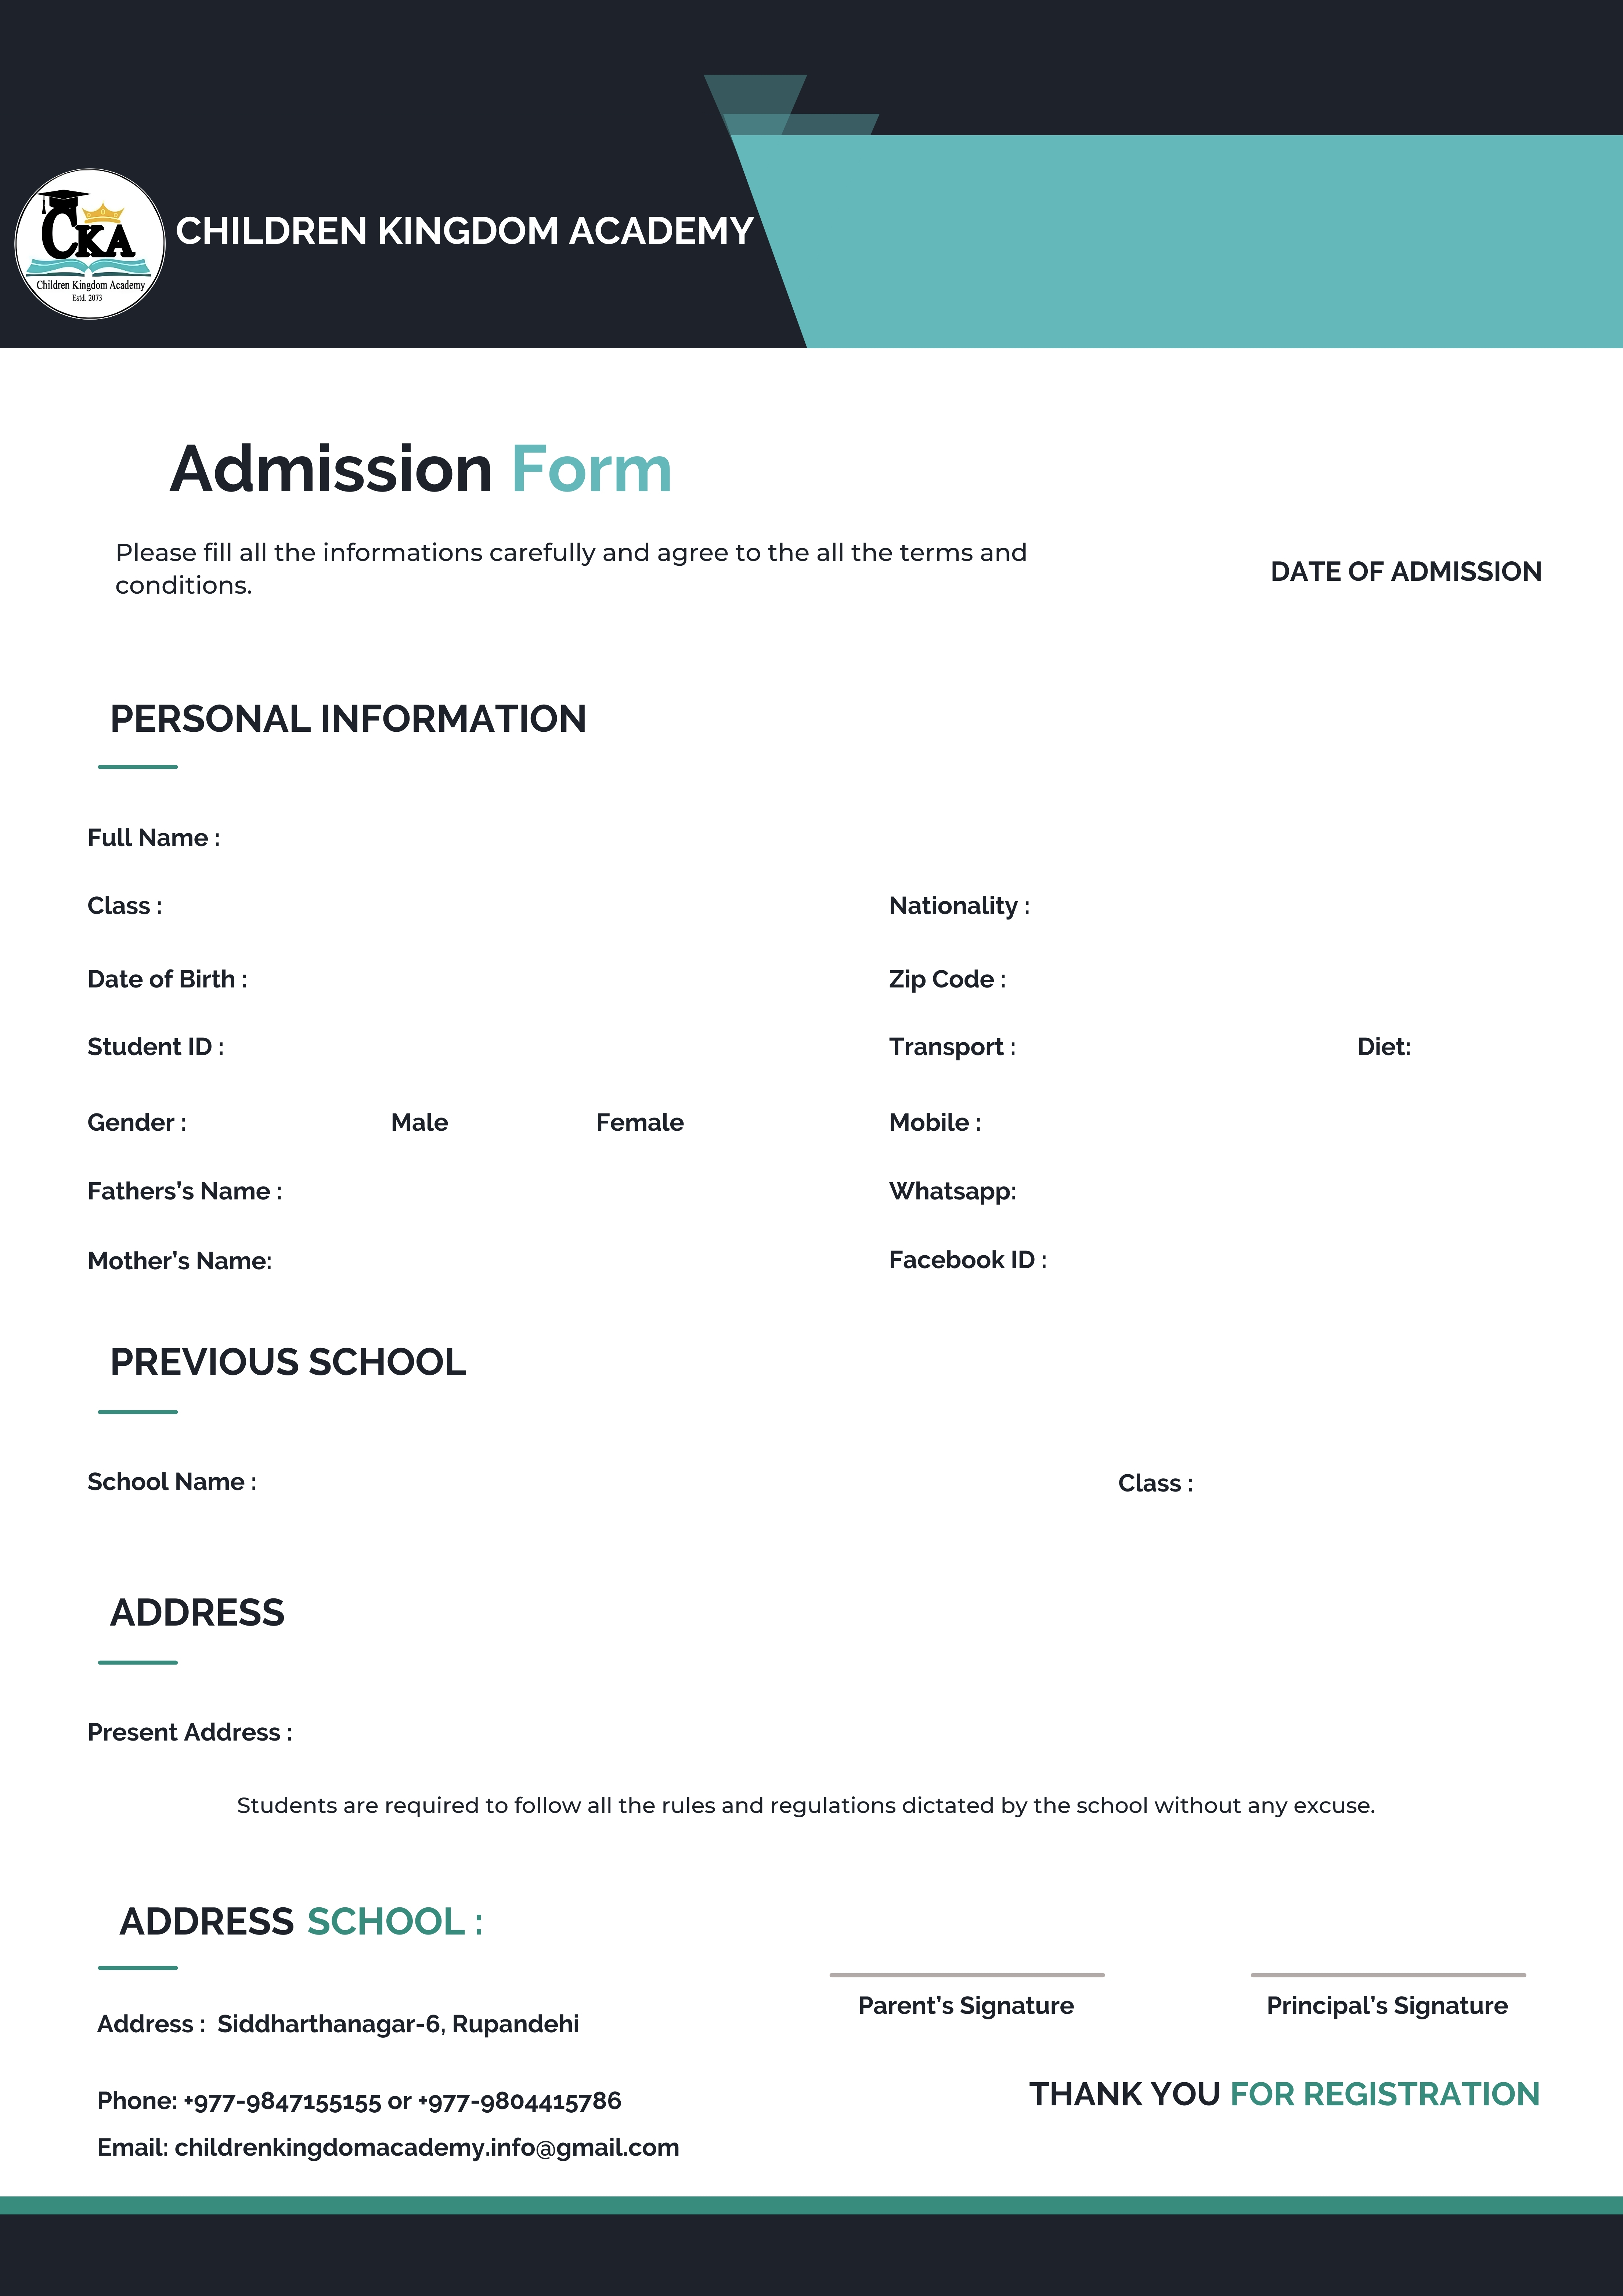 CKA
Children Kingdom Academy
Estd. 2073
CHILDREN KINGDOM ACADEMY
Admission Form
Please fill all the informations carefully and agree to the all the terms and
conditions.
DATE OF ADMISSION
PERSONAL INFORMATION
Full Name :
Class :
Nationality :
Date of Birth :
Zip Code :
Student ID :
Transport :
Diet:
Gender :
Male
Female
Mobile :
Fathers’s Name :
Whatsapp:
Mother’s Name:
Facebook ID :
PREVIOUS SCHOOL
School Name :
Class :
ADDRESS
Present Address :
Students are required to follow all the rules and regulations dictated by the school without any excuse.
ADDRESS SCHOOL :
Parent’s Signature
Principal’s Signature
Address : Siddharthanagar-6, Rupandehi
Phone: +977-9847155155 or +977-9804415786
THANK YOU FOR REGISTRATION
Email: childrenkingdomacademy.info@gmail.com